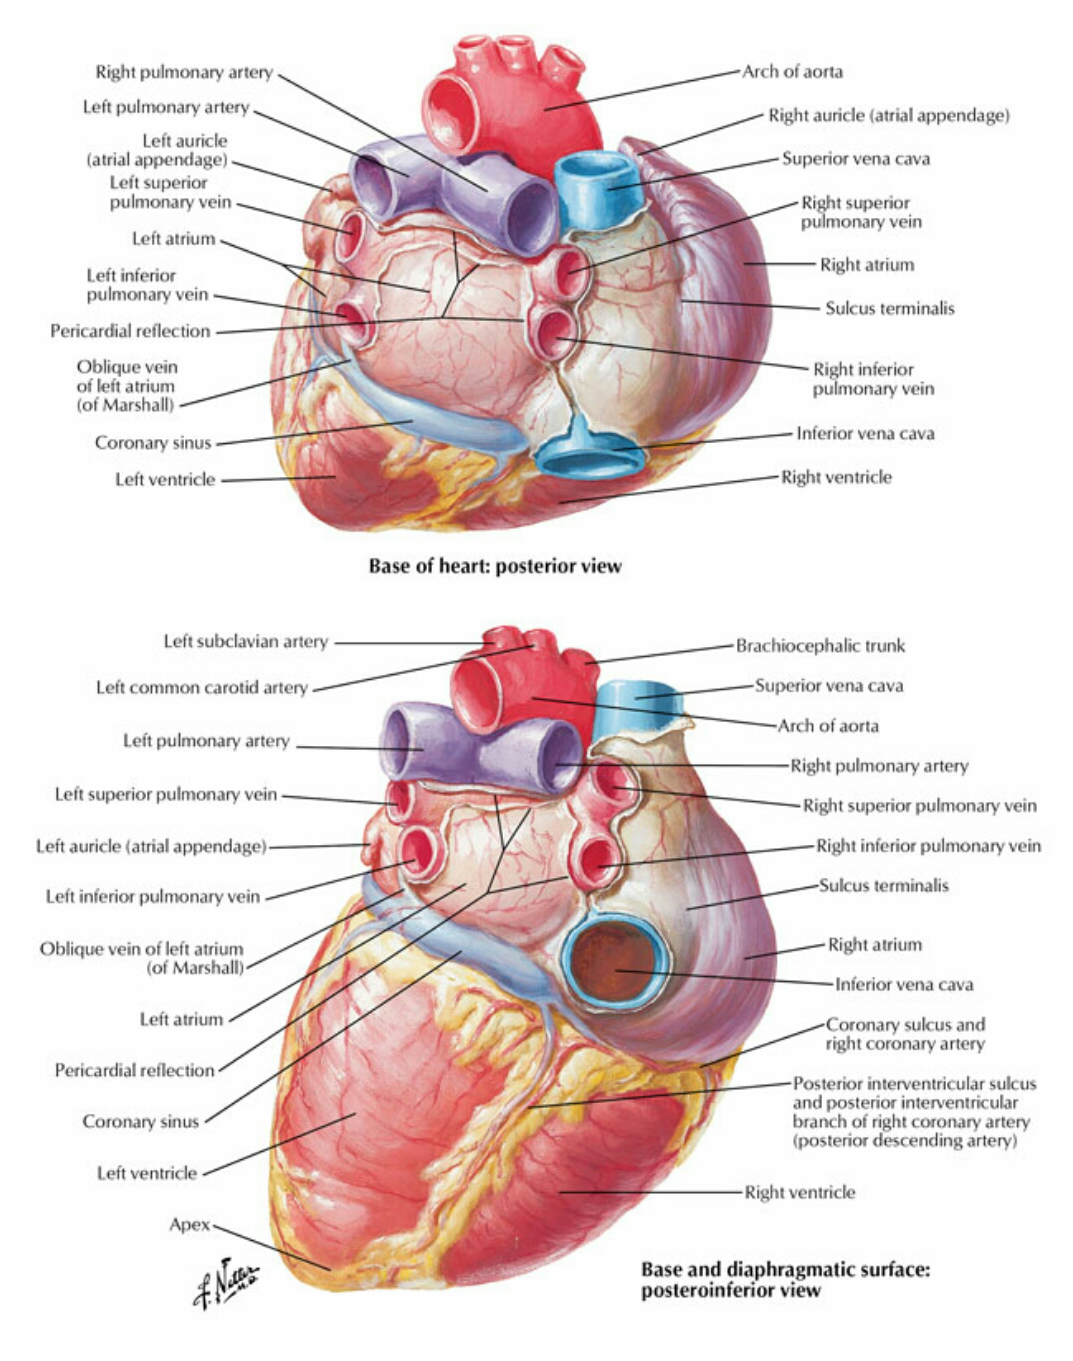 Right pulmonary artery
Left pulmonary artery
Left auricle
(atrial appendage)
Left superior
pulmonary vein
Left atrium
Left inferior
pulmonary vein
Pericardial reflection
Oblique vein
of left atrium
(of Marshall)
Coronary sinus
Left ventricle
Arch of aorta
Right auricle (atrial appendage)
Superior vena cava
Right superior
pulmonary vein
Right atrium
Sulcus terminalis
Right inferior
pulmonary vein
Inferior vena cava
Right ventricle
Base of heart: posterior view
Left subclavian artery
Left common carotid artery
Left pulmonary artery
Left superior pulmonary vein
Left auricle (atrial appendage)
Left inferior pulmonary vein
Oblique vein of left atrium
(of Marshall)
Left atrium
Pericardial reflection
Coronary sinus
Left ventricle
Apex
Brachiocephalic trunk
Superior vena cava
Arch of aorta
Right pulmonary artery
Right superior pulmonary vein
Right inferior pulmonary vein
Sulcus terminalis
Right atrium
Inferior vena cava
Coronary sulcus and
right coronary artery
Posterior interventricular sulcus
and posterior interventricular
branch of right coronary artery
(posterior descending artery)
Right ventricle
f. Netter
M.D.
Base and diaphragmatic surface:
posteroinferior view